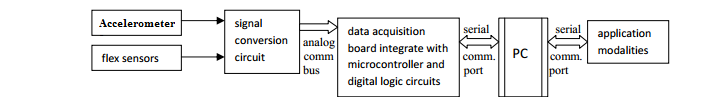 Accelerometer
flex sensors
signal
conversion
circuit
analog
comm
bus
data acquisition
board integrate with
microcontroller and
digital logic circuits
serial
comm.
port
PC
serial
comm.
port
application
modalities